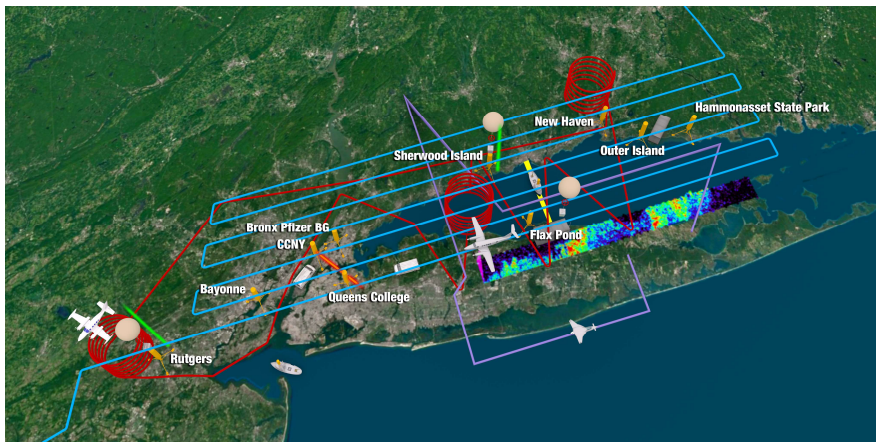 Hammonasset State Park
New Haven
Sherwood Island
Outer Island
Bronx Pfizer BG
Flax Pond
CCNY
Bayonne
Queens College
Rutgers